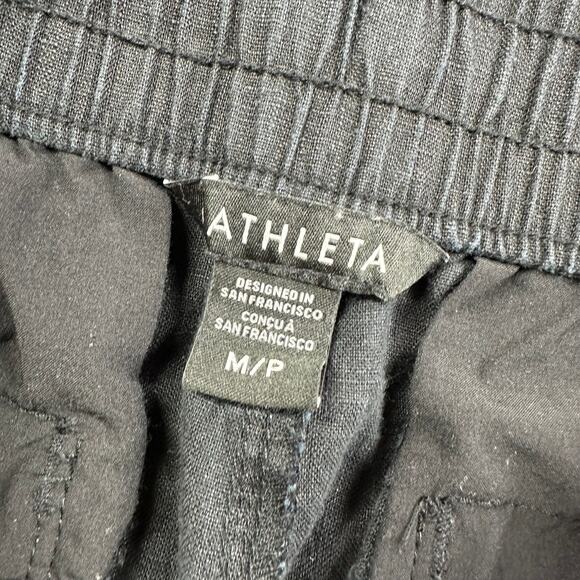 ATHLETA
DESIGNED IN
SAN FRANCISCO
CONÇU À
SAN FRANCISCO
M/P